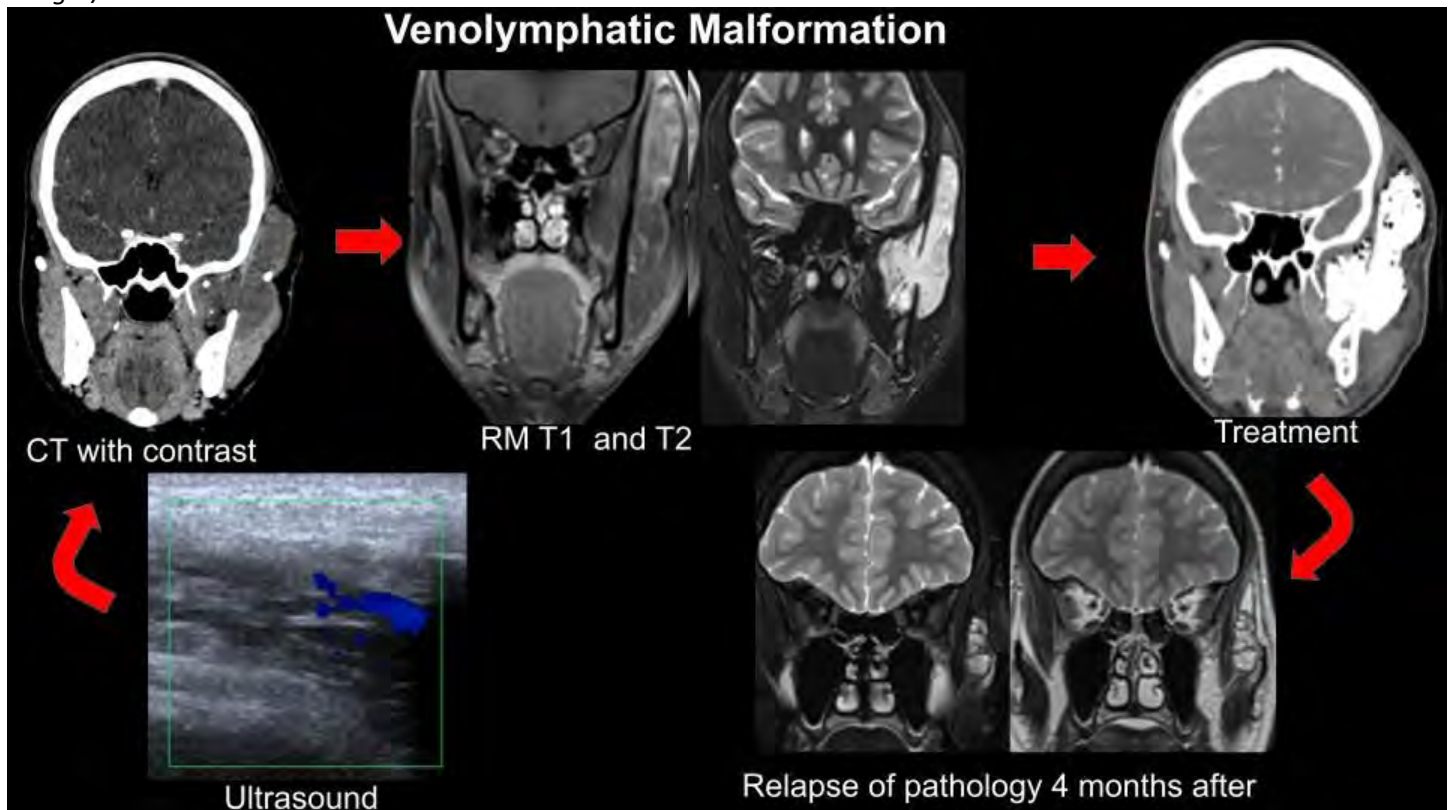 Venolymphatic Malformation
CT with contrast
RM T1 and T2
Treatment
Ultrasound
Relapse of pathology 4 months after